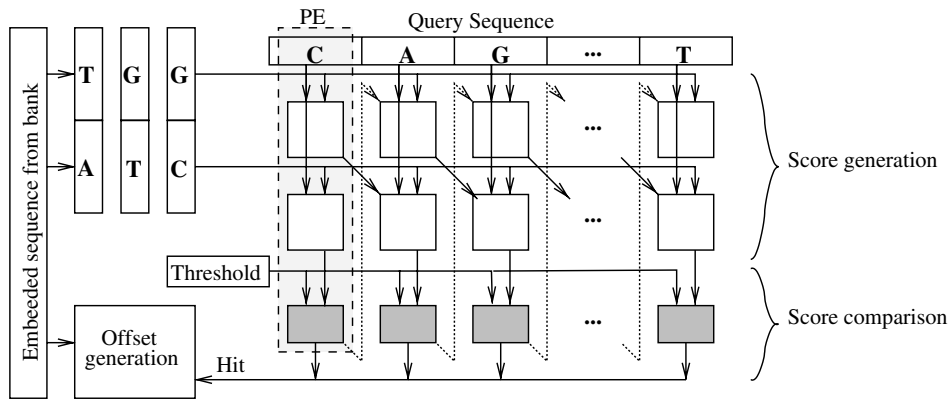 PE
Query Sequence
C A G ... T
T G G
A T C
...
...
...
Embeeded sequence from bank
Score generation
Threshold
Offset
generation
Hit
Score comparison